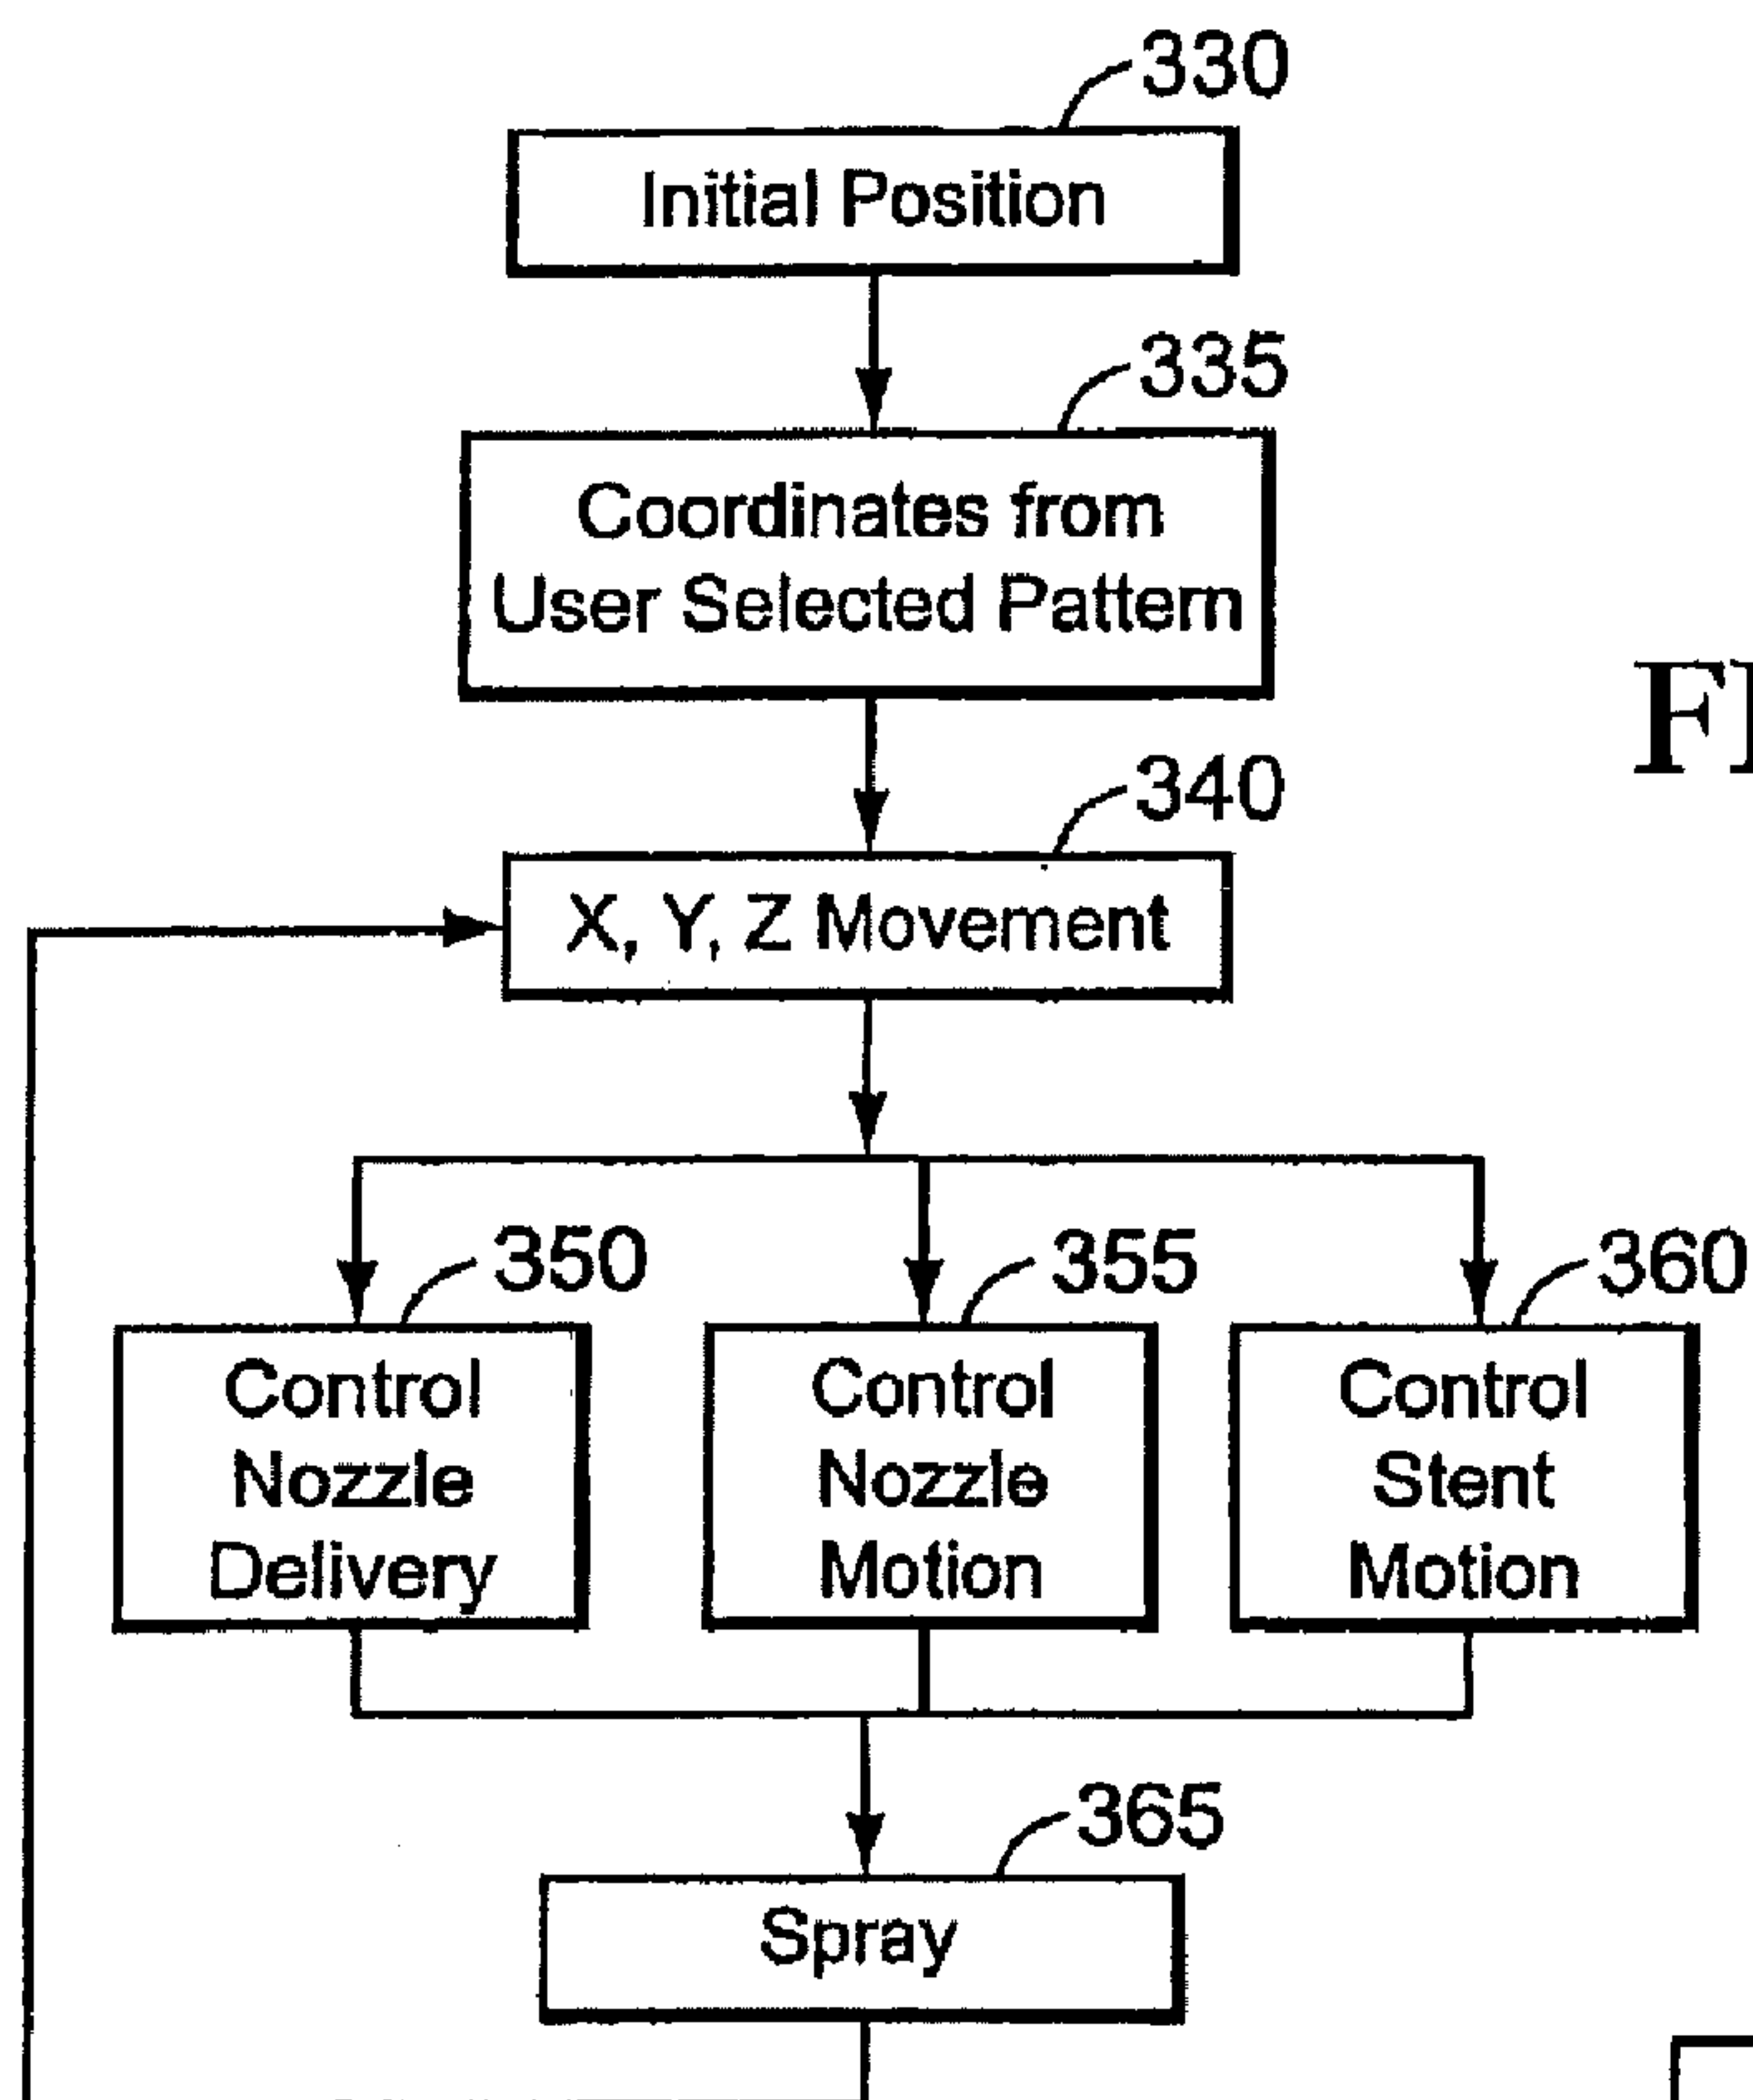 330
Initial Position
335
Coordinates from
User Selected Pattern
FI
340
X, Y, Z Movement
350
355
360
Control
Nozzle
Delivery
Control
Nozzle
Motion
Control
Stent
Motion
365
Spray